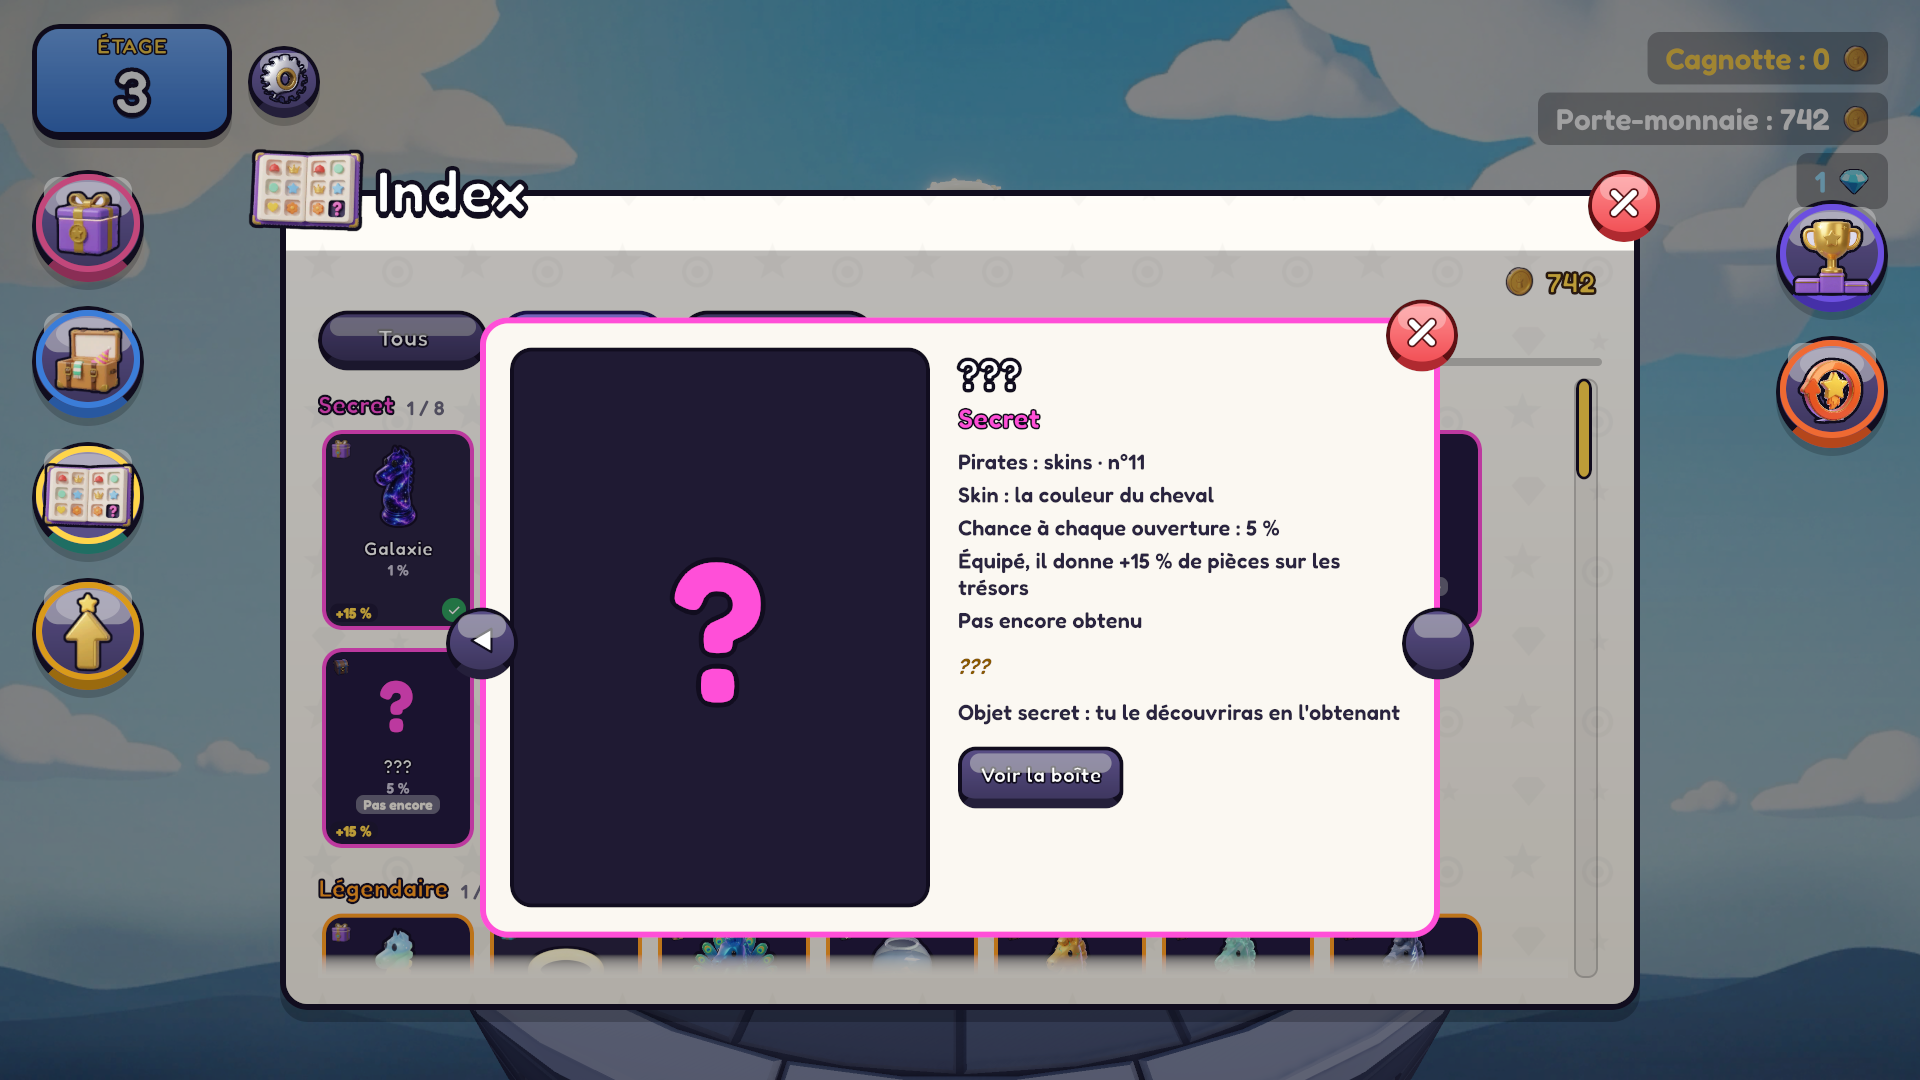 ÉTAGE
3
Cagnotte : 0
Porte-monnaie : 742
1
Index
742
Tous
Secret 1 / 8
Galaxie
1 %
+15 %
???
5 %
Pas encore
+15 %
Légendaire 1/
???
Secret
Pirates : skins · n°11
Skin : la couleur du cheval
Chance à chaque ouverture : 5 %
Équipé, il donne +15 % de pièces sur les
trésors
Pas encore obtenu
???
Objet secret : tu le découvriras en l'obtenant
Voir la boîte